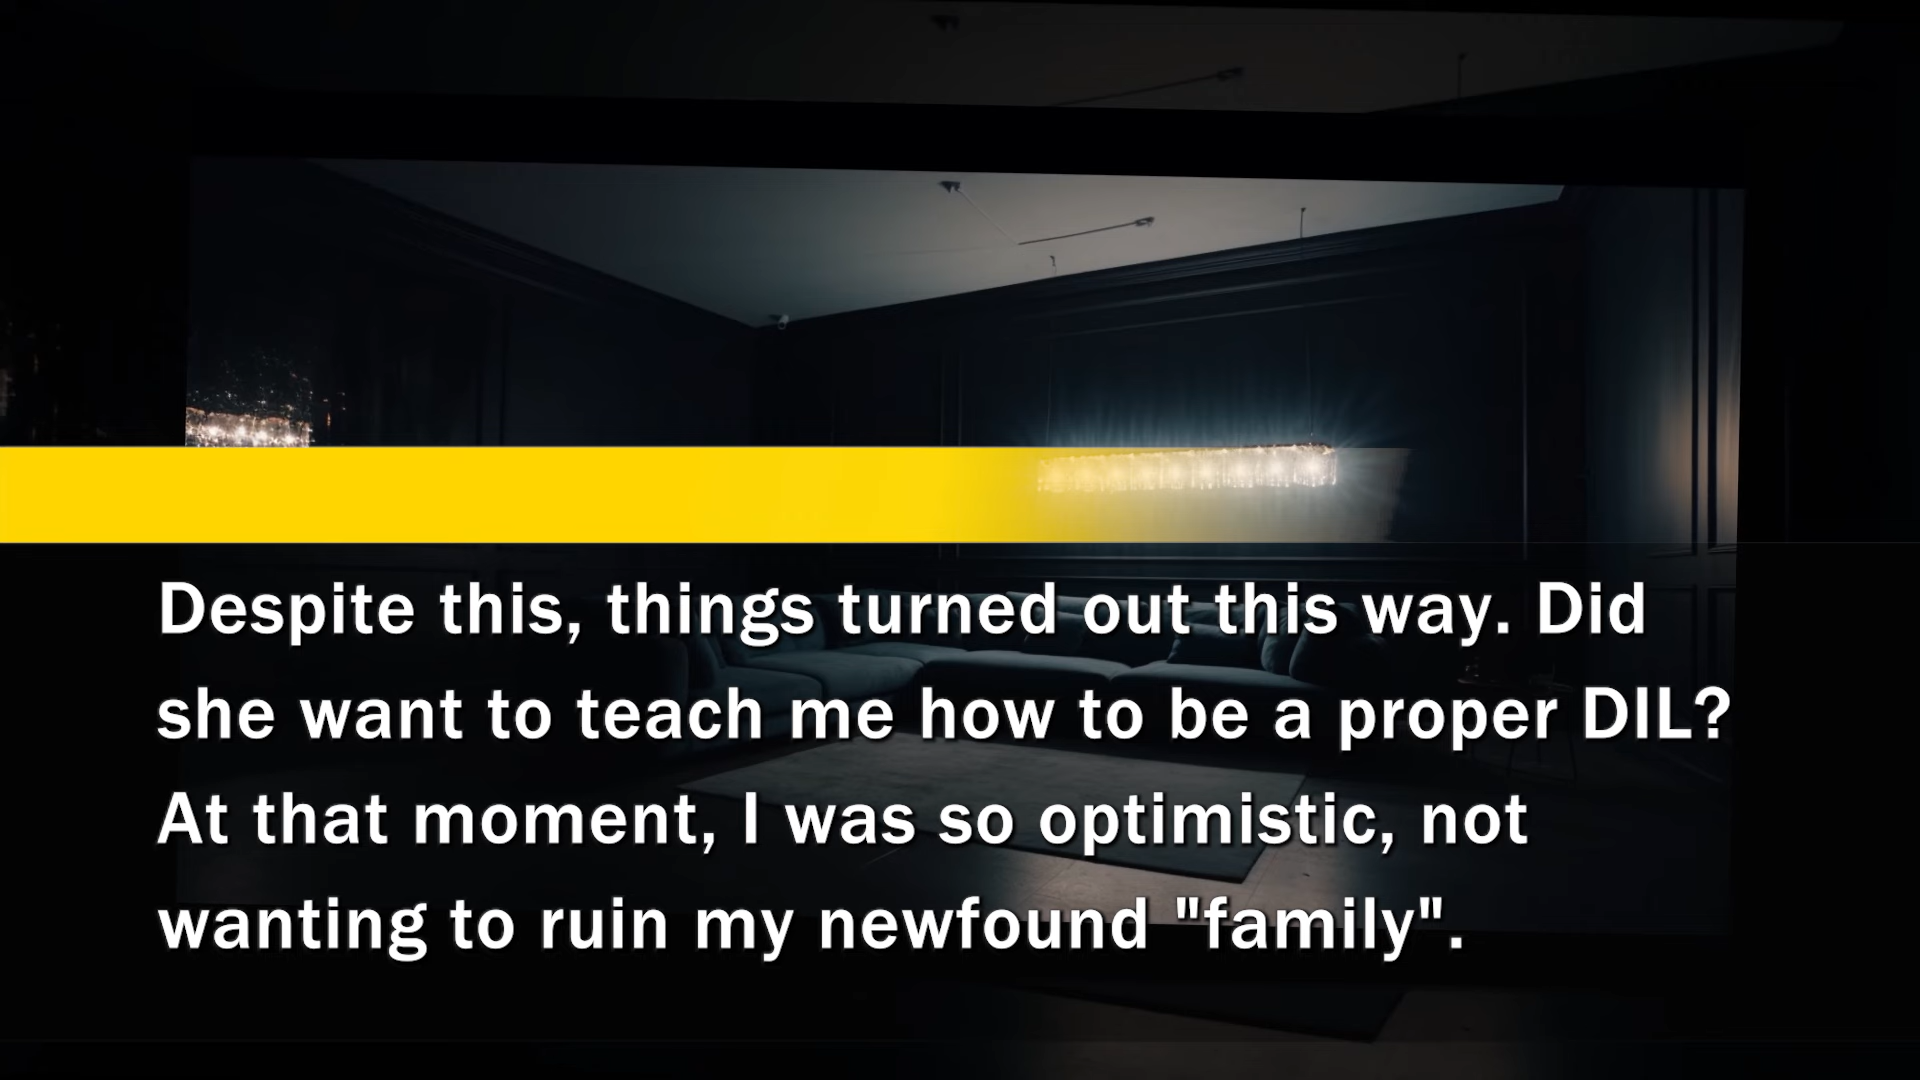 Despite this, things turned out this way. Did
she want to teach me how to be a proper DIL?
At that moment, I was so optimistic, not
wanting to ruin my newfound "family".